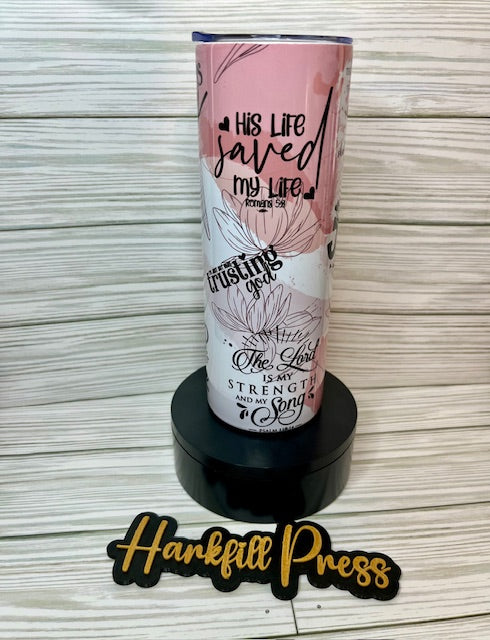 HIS LIFE
saved
MY LIFE
ROMANS 5:8
trusting
god
The Lord
IS MY
STRENGTH
AND MY
Song
Harkfill Press